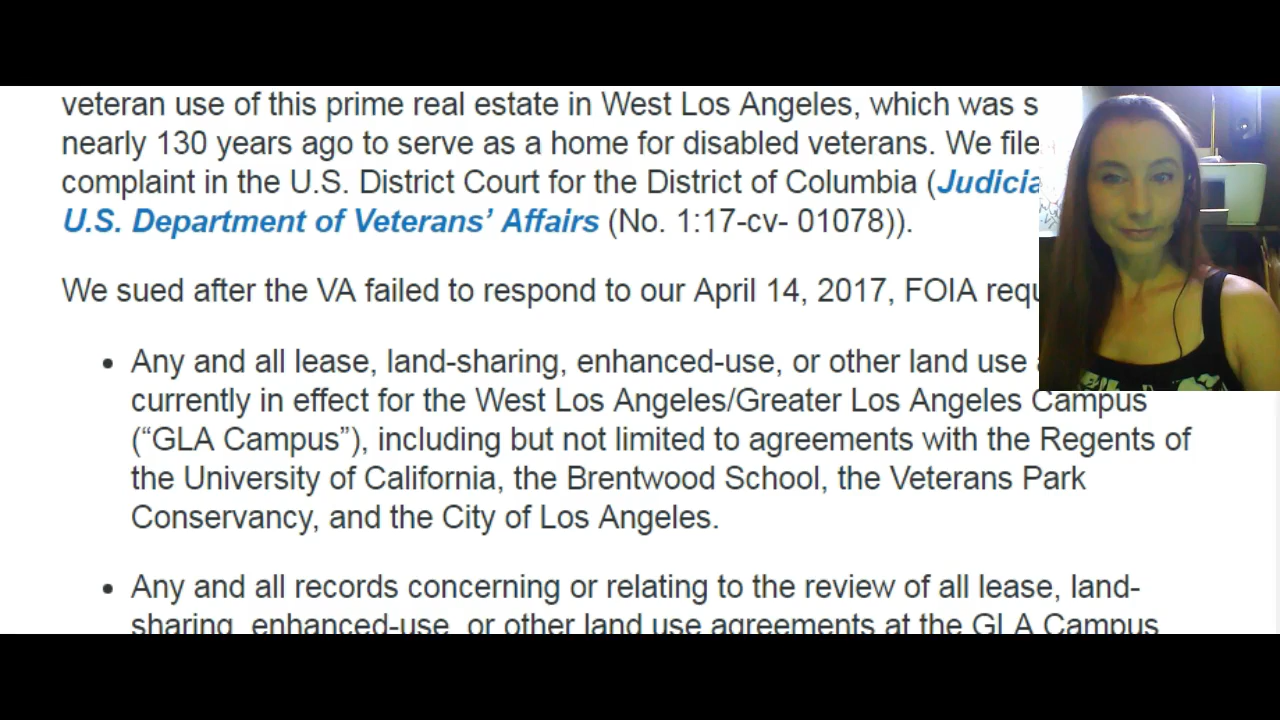 veteran use of this prime real estate in West Los Angeles, which was
nearly 130 years ago to serve as a home for disabled veterans. We
complaint in the U.S. District Court for the District of Columbia (
U.S. Department of Veterans’ Affairs (No. 1:17-cv- 01078)).
We sued after the VA failed to respond to our April 14, 2017, FOIA
• Any and all lease, land-sharing, enhanced-use, or other land use
currently in effect for the West Los Angeles/Greater Los Angeles Campus
(“GLA Campus”), including but not limited to agreements with the Regents of
the University of California, the Brentwood School, the Veterans Park
Conservancy, and the City of Los Angeles.
• Any and all records concerning or relating to the review of all lease, land-
sharing, enhanced-use, or other land use agreements at the GLA Campus